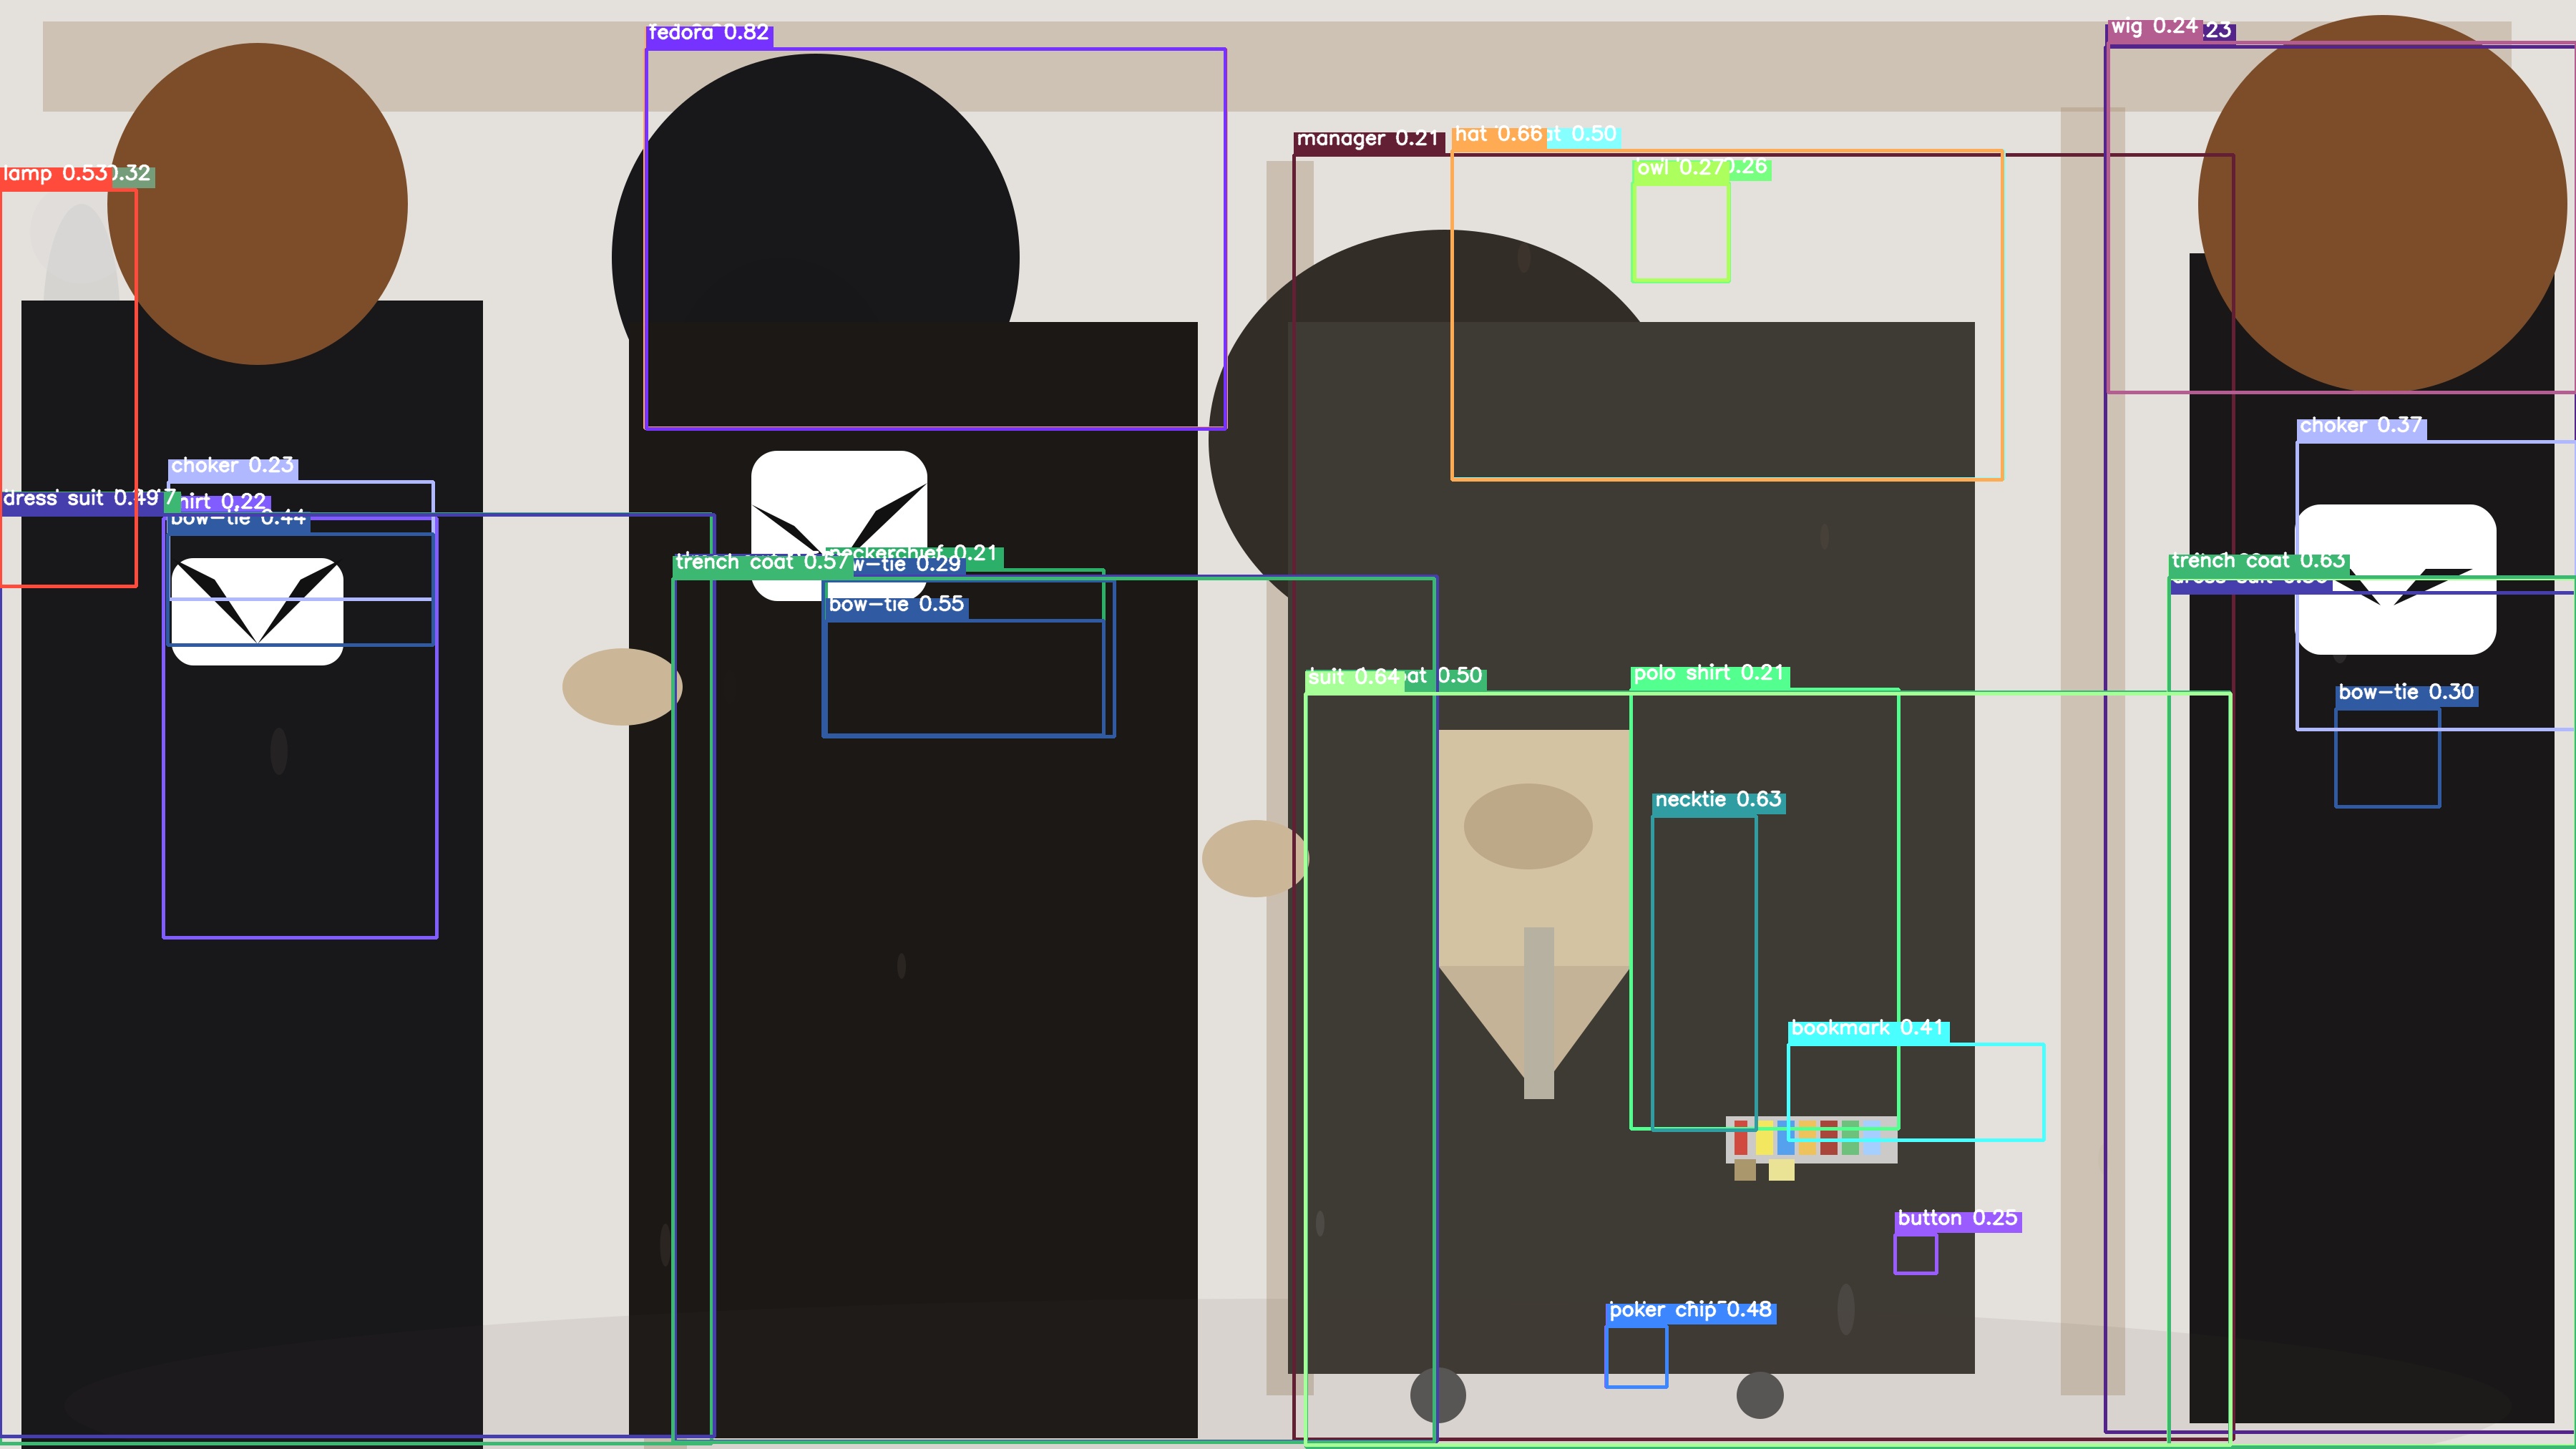 fedora 0.82
wig 0.24
23
manager 0.21
hat 0.66
at 0.50
owl 0.27
0.26
lamp 0.53
0.32
choker 0.37
choker 0.23
dress suit 0.49
7
hirt 0.22
bow-tie 0.44
neckerchief 0.21
trench coat 0.57
w-tie 0.29
trench coat 0.63
bow-tie 0.55
suit 0.64
oat 0.50
polo shirt 0.21
bow-tie 0.30
necktie 0.63
bookmark 0.41
button 0.25
poker chip 0.48